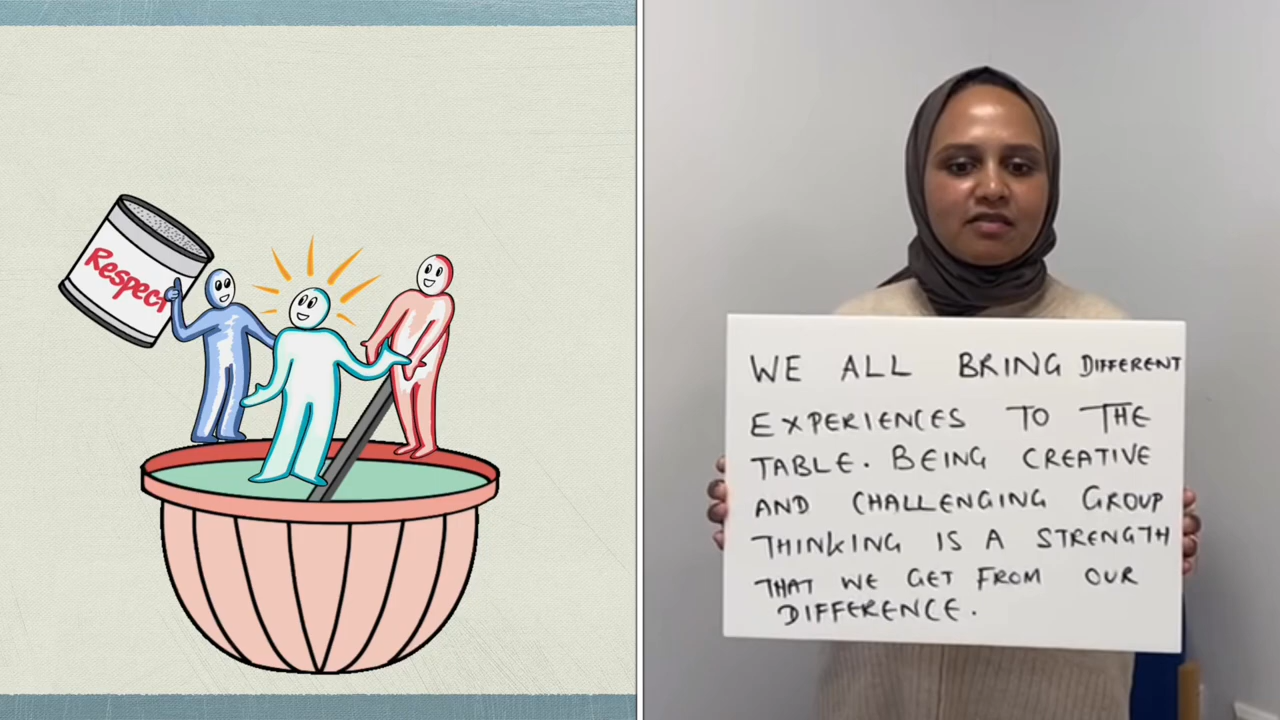 Respect
WE ALL BRING DIFFERENT
EXPERIENCES TO THE
TABLE. BEING CREATIVE
AND CHALLENGING GROUP
THINKING IS A STRENGTH
THAT WE GET FROM OUR
DIFFERENCE.